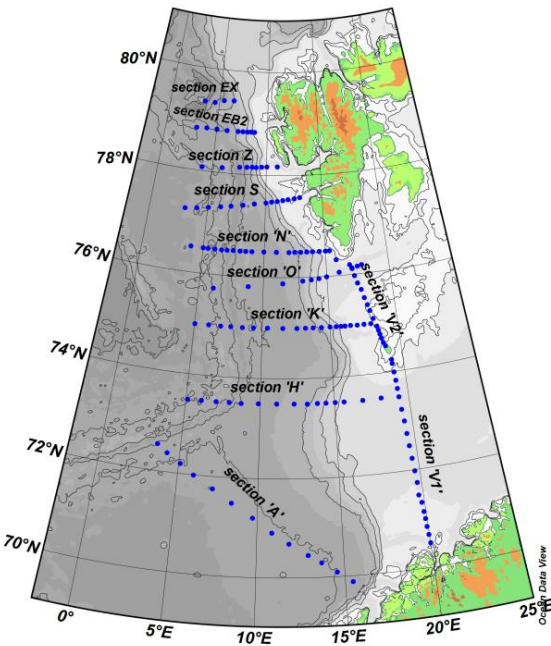 80°N
section EX
section EB2
78°N
section Z
section S
76°N
section 'N'
section 'O'
section 'V2'
74°N
section 'K'
section 'H'
72°N
section 'V1'
section 'A'
70°N
0°
5°E
10°E
15°E
20°E
25°E
Ocean Data View